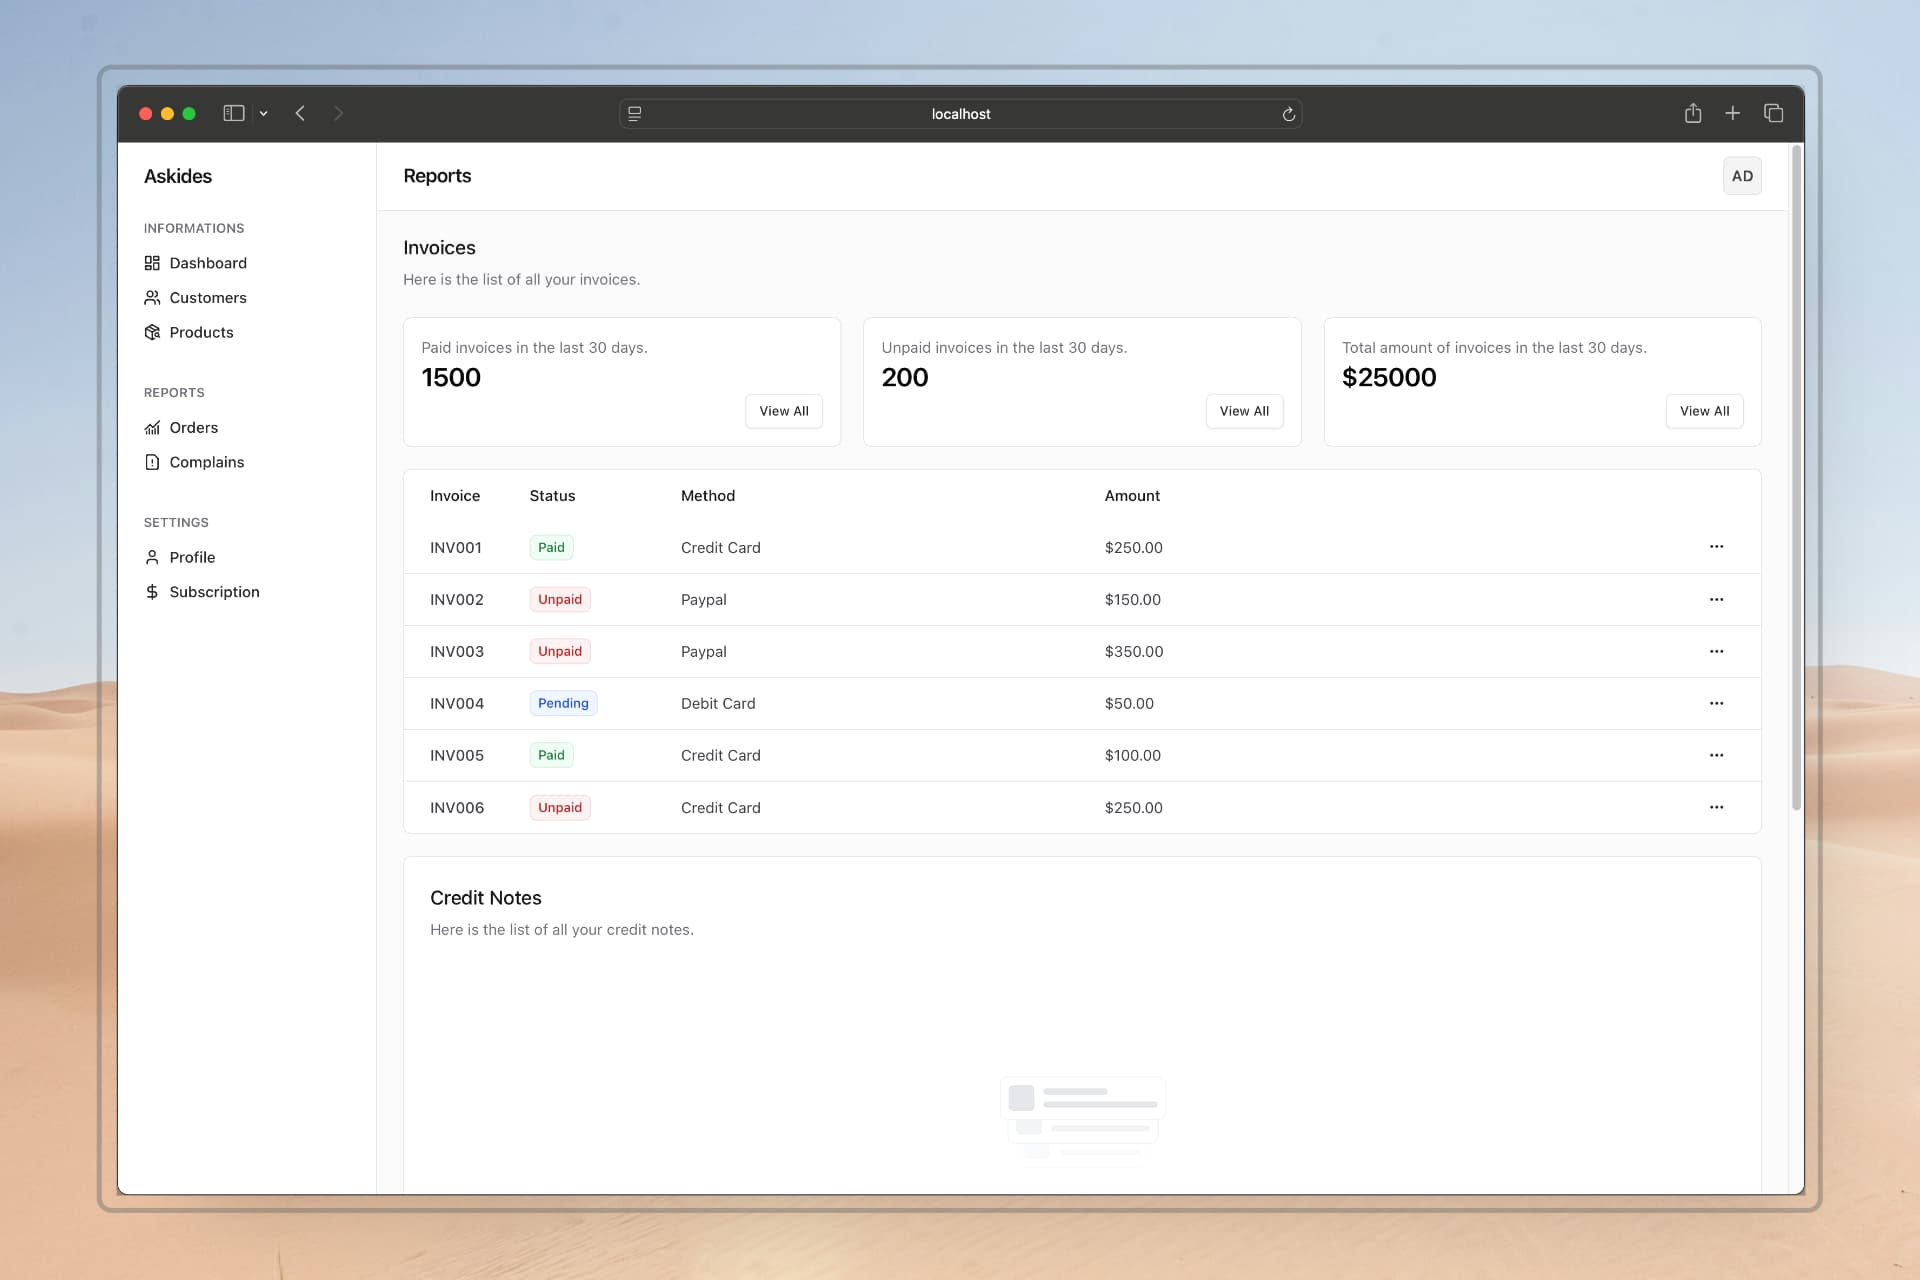 localhost
Askides
Reports
AD
INFORMATIONS
Dashboard
Customers
Products
REPORTS
Orders
Complains
SETTINGS
Profile
Subscription
Invoices
Here is the list of all your invoices.
Paid invoices in the last 30 days.
1500
View All
Unpaid invoices in the last 30 days.
200
View All
Total amount of invoices in the last 30 days.
$25000
View All
Invoice Status Method Amount
INV001 Paid Credit Card $250.00
INV002 Unpaid Paypal $150.00
INV003 Unpaid Paypal $350.00
INV004 Pending Debit Card $50.00
INV005 Paid Credit Card $100.00
INV006 Unpaid Credit Card $250.00
Credit Notes
Here is the list of all your credit notes.